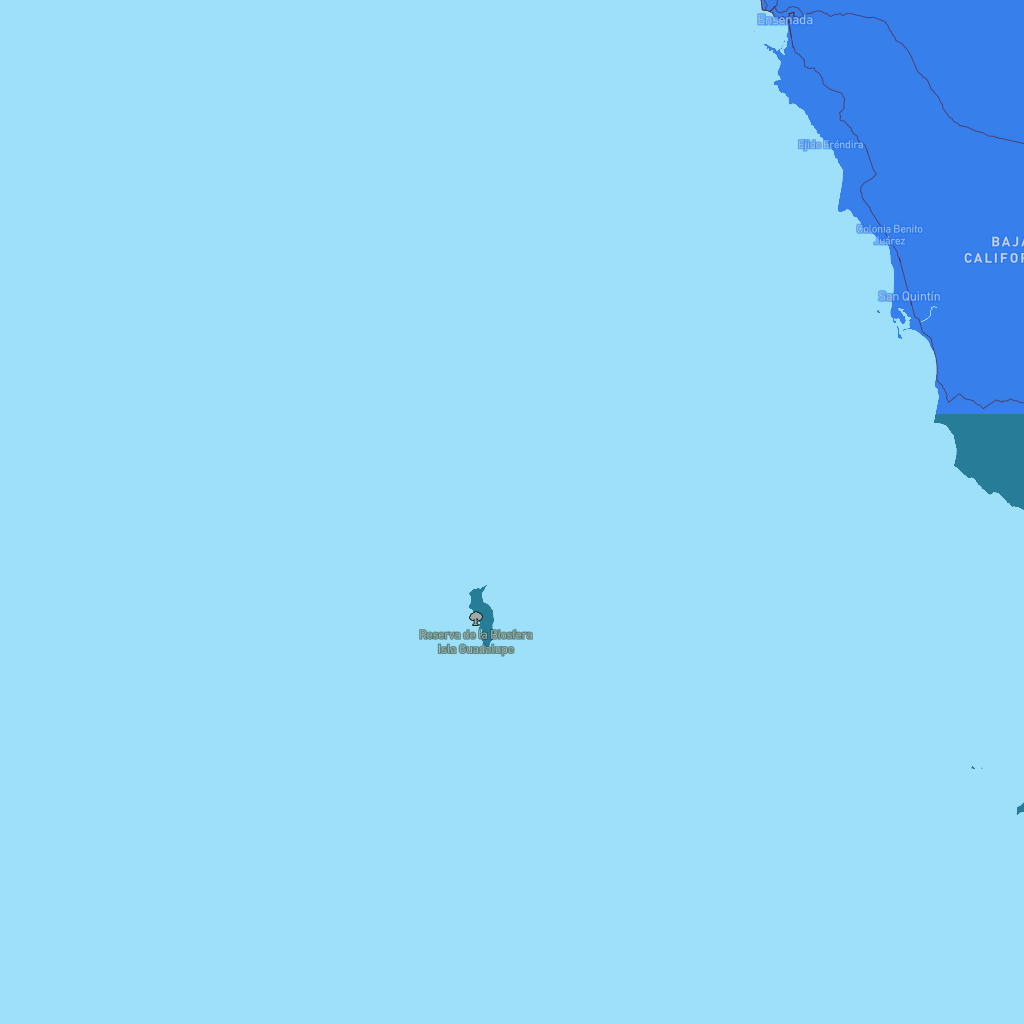 Ensenada
Ejido Eréndira
Colonia Benito
Juárez
BAJA
CALIFOR
San Quintín
Reserva de la Biosfera
Isla Guadalupe